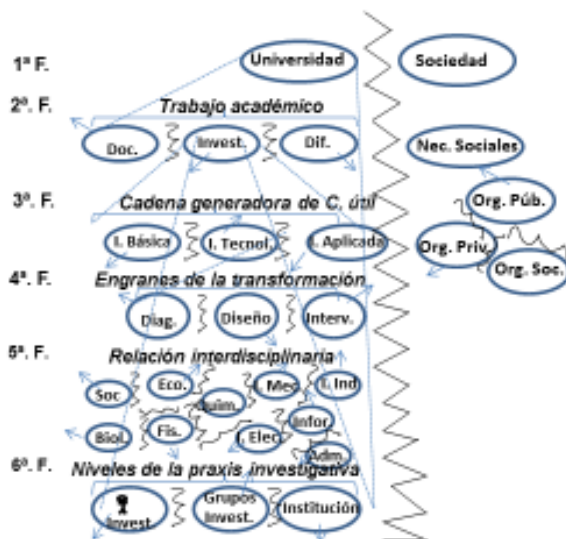 1ª F. Universidad Sociedad
2ª. F. Trabajo académico
Doc. Invest. Dif. Nec. Sociales
3ª. F. Cadena generadora de C. útil
Org. Púb.
I. Básica I. Tecnol. I. Aplicada Org. Priv. Org. Soc.
4ª. F. Engranes de la transformación
Diag. Diseño Interv.
5ª. F. Relación interdisciplinaria
Soc Eco. Quim. I. Mec I. Ind
Biol. Fis. I. Elec Infor.
Adm.
6ª. F. Niveles de la praxis investigativa
Invest Grupos Invest. Institución